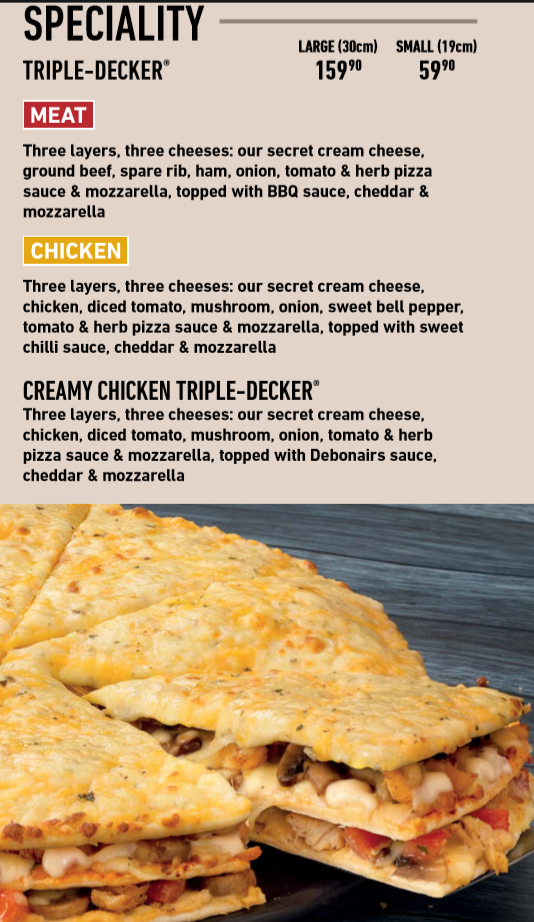 SPECIALITY
LARGE (30cm) SMALL (19cm)
TRIPLE-DECKER® 159⁹⁰ 59⁹⁰
MEAT
Three layers, three cheeses: our secret cream cheese,
ground beef, spare rib, ham, onion, tomato & herb pizza
sauce & mozzarella, topped with BBQ sauce, cheddar &
mozzarella
CHICKEN
Three layers, three cheeses: our secret cream cheese,
chicken, diced tomato, mushroom, onion, sweet bell pepper,
tomato & herb pizza sauce & mozzarella, topped with sweet
chilli sauce, cheddar & mozzarella
CREAMY CHICKEN TRIPLE-DECKER®
Three layers, three cheeses: our secret cream cheese,
chicken, diced tomato, mushroom, onion, tomato & herb
pizza sauce & mozzarella, topped with Debonairs sauce,
cheddar & mozzarella